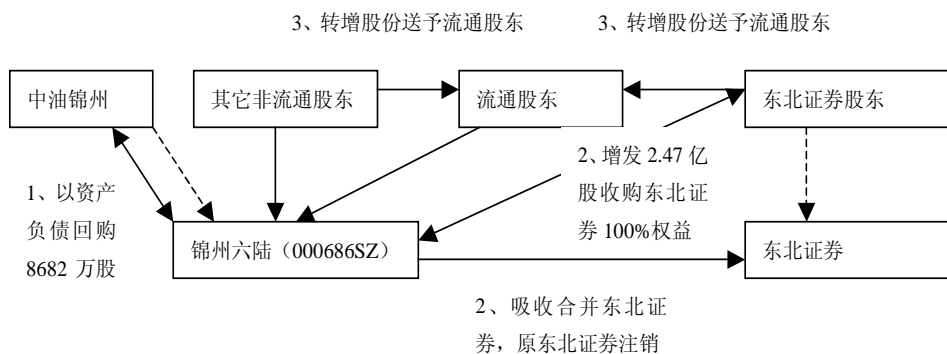 3、转增股份送予流通股东
3、转增股份送予流通股东
中油锦州
其它非流通股东
流通股东
东北证券股东
1、以资产
负债回购
8682 万股
2、增发 2.47 亿
股收购东北证
券 100%权益
锦州六陆（000686SZ）
东北证券
2、吸收合并东北证
券，原东北证券注销